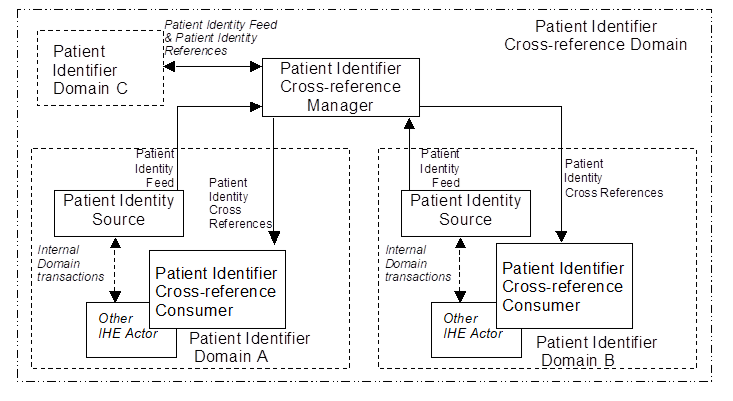 Patient Identifier
Cross-reference Domain
Patient Identity Feed
& Patient Identity
References
Patient
Identifier
Domain C
Patient Identifier
Cross-reference
Manager
Patient
Identity
Feed
Patient
Identity
Cross
References
Patient Identity
Source
Internal
Domain
transactions
Patient Identifier
Cross-reference
Consumer
Other
IHE Actor
Patient Identifier
Domain A
Patient
Identity
Feed
Patient
Identity
Cross References
Patient Identity
Source
Internal
Domain
transactions
Patient Identifier
Cross-reference
Consumer
Other
IHE Actor
Patient Identifier
Domain B